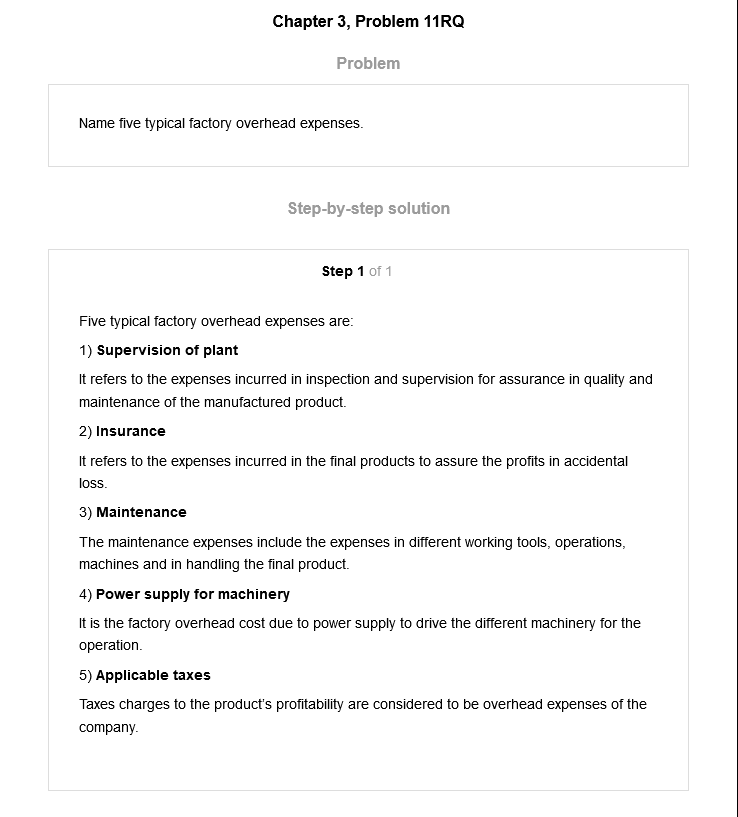 Chapter 3, Problem 11RQ
Problem
Name five typical factory overhead expenses.
Step-by-step solution
Step 1 of 1
Five typical factory overhead expenses are:
1) Supervision of plant
It refers to the expenses incurred in inspection and supervision for assurance in quality and
maintenance of the manufactured product.
2) Insurance
It refers to the expenses incurred in the final products to assure the profits in accidental
loss.
3) Maintenance
The maintenance expenses include the expenses in different working tools, operations,
machines and in handling the final product.
4) Power supply for machinery
It is the factory overhead cost due to power supply to drive the different machinery for the
operation.
5) Applicable taxes
Taxes charges to the product's profitability are considered to be overhead expenses of the
company.